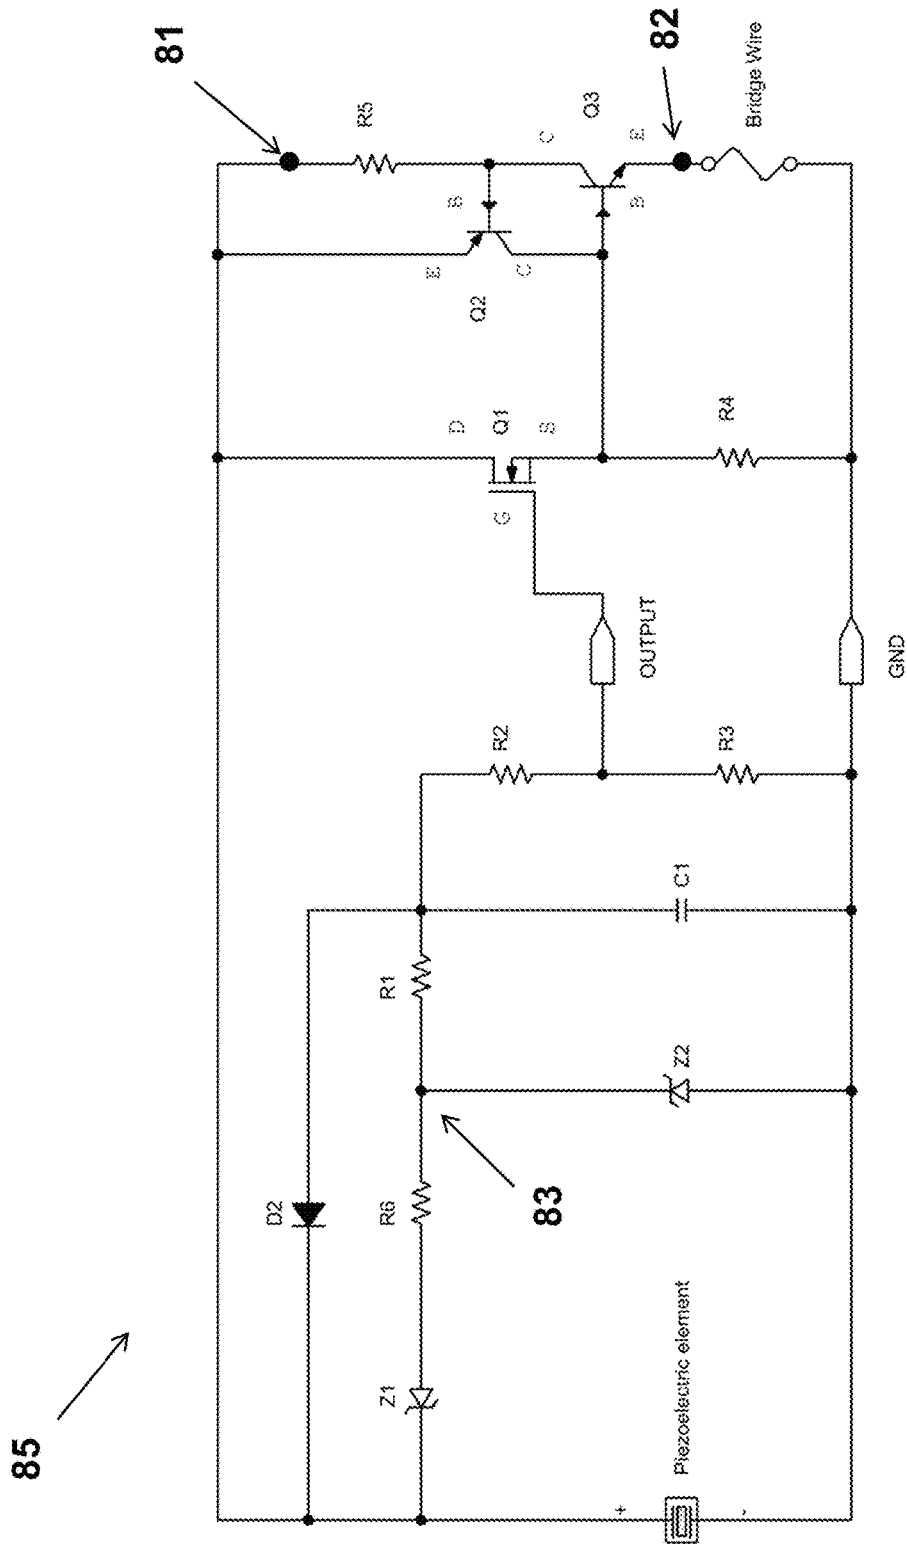 85
81
82
83
Piezoelectric element
+
-
Z1
R6
D2
Z2
R1
C1
R2
R3
OUTPUT
GND
G
D
Q1
S
R4
Q2
E
B
C
R5
C
Q3
B
E
Bridge Wire